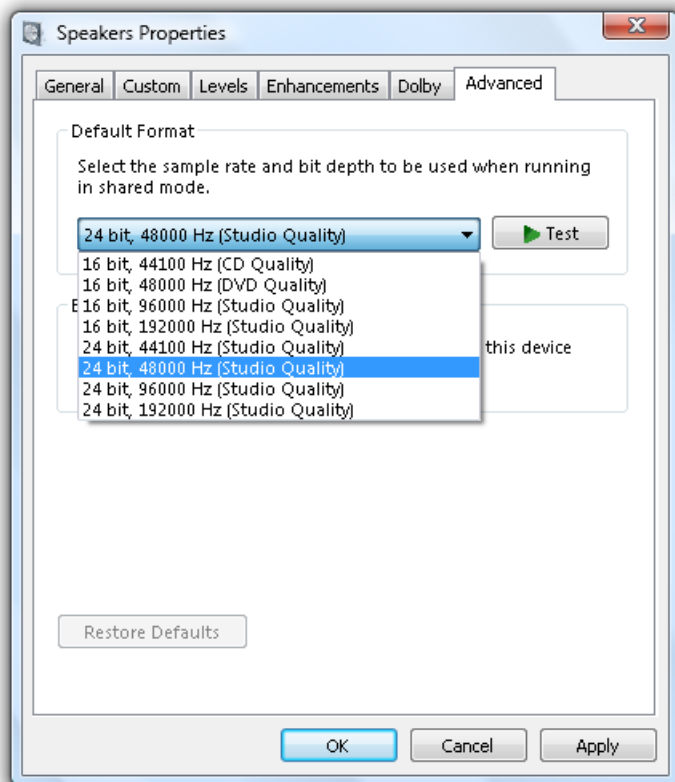 Speakers Properties
General Custom Levels Enhancements Dolby Advanced
Default Format
Select the sample rate and bit depth to be used when running
in shared mode.
24 bit, 48000 Hz (Studio Quality) Test
16 bit, 44100 Hz (CD Quality)
16 bit, 48000 Hz (DVD Quality)
16 bit, 96000 Hz (Studio Quality)
16 bit, 192000 Hz (Studio Quality)
24 bit, 44100 Hz (Studio Quality) this device
24 bit, 48000 Hz (Studio Quality)
24 bit, 96000 Hz (Studio Quality)
24 bit, 192000 Hz (Studio Quality)
Restore Defaults
OK Cancel Apply